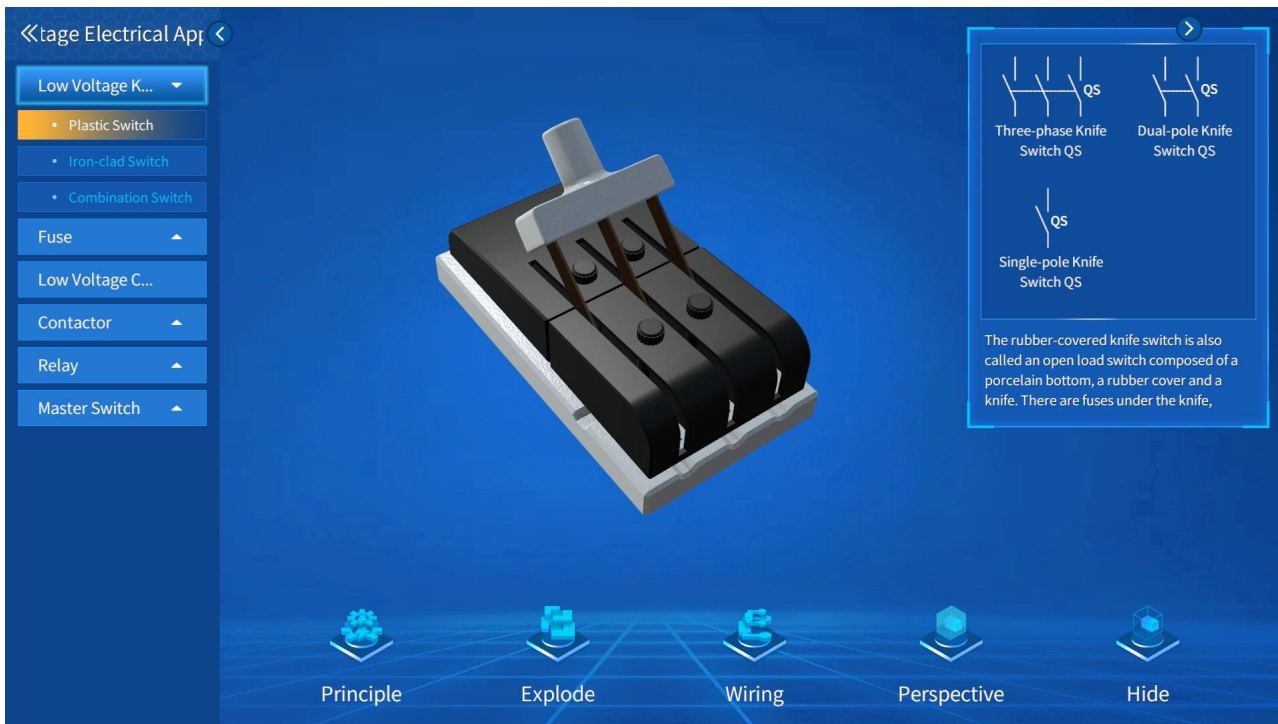 tage Electrical App
Low Voltage K...
Plastic Switch
Iron-clad Switch
Combination Switch
Fuse
Low Voltage C...
Contactor
Relay
Master Switch
QS
Three-phase Knife
Switch QS
QS
Dual-pole Knife
Switch QS
QS
Single-pole Knife
Switch QS
The rubber-covered knife switch is also
called an open load switch composed of a
porcelain bottom, a rubber cover and a
knife. There are fuses under the knife,
Principle
Explode
Wiring
Perspective
Hide